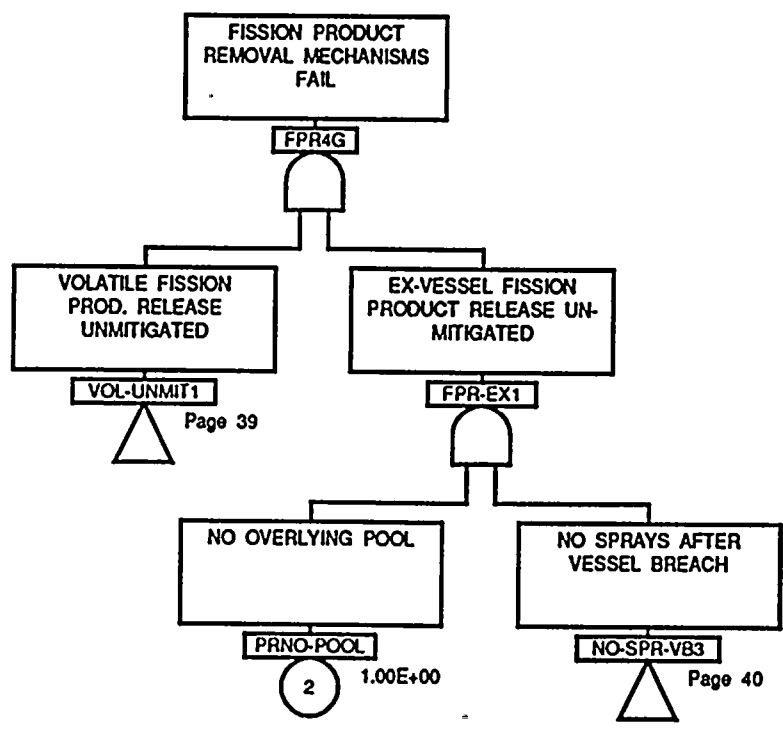 FISSION PRODUCT
REMOVAL MECHANISMS
FAIL
FPR4G
VOLATILE FISSION
PROD. RELEASE
UNMITIGATED
VOL-UNMIT1
Page 39
EX-VESSEL FISSION
PRODUCT RELEASE UN-
MITIGATED
FPR-EX1
NO OVERLYING POOL
PRNO-POOL
2
1.00E+00
NO SPRAYS AFTER
VESSEL BREACH
NO-SPR-VB3
Page 40